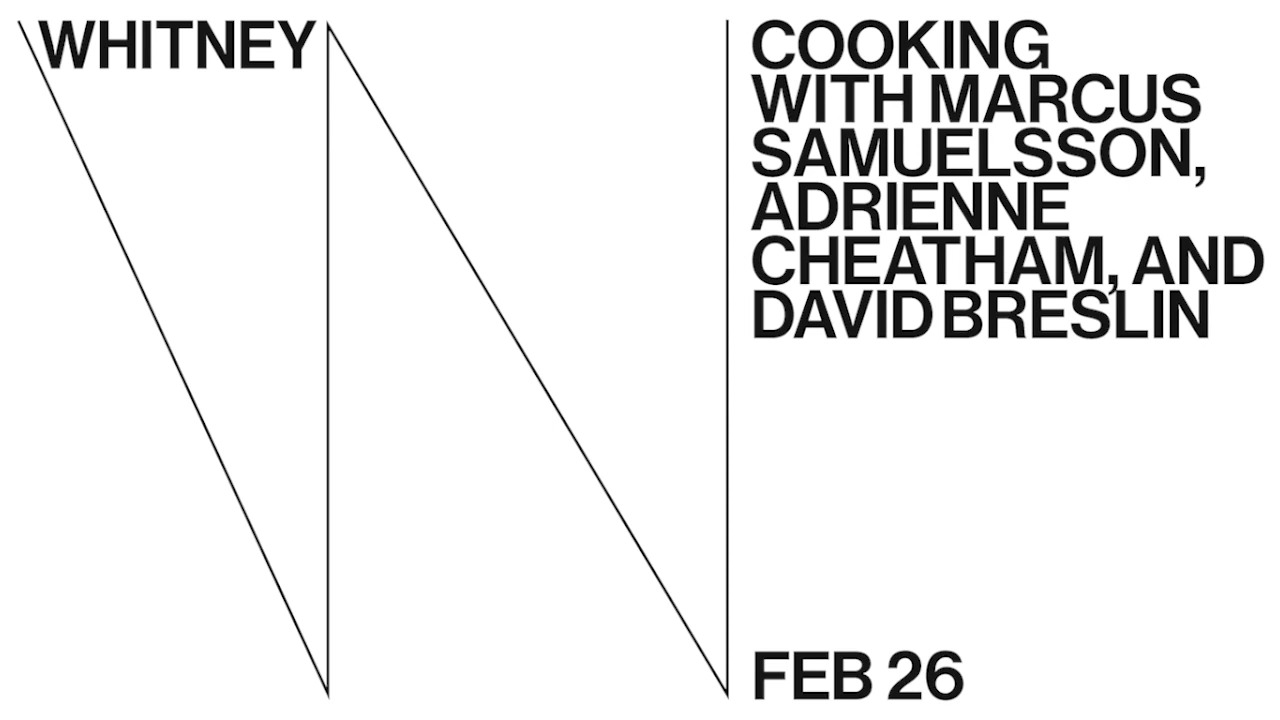 WHITNEY
COOKING
WITH MARCUS
SAMUELSSON,
ADRIENNE
CHEATHAM, AND
DAVID BRESLIN
FEB 26